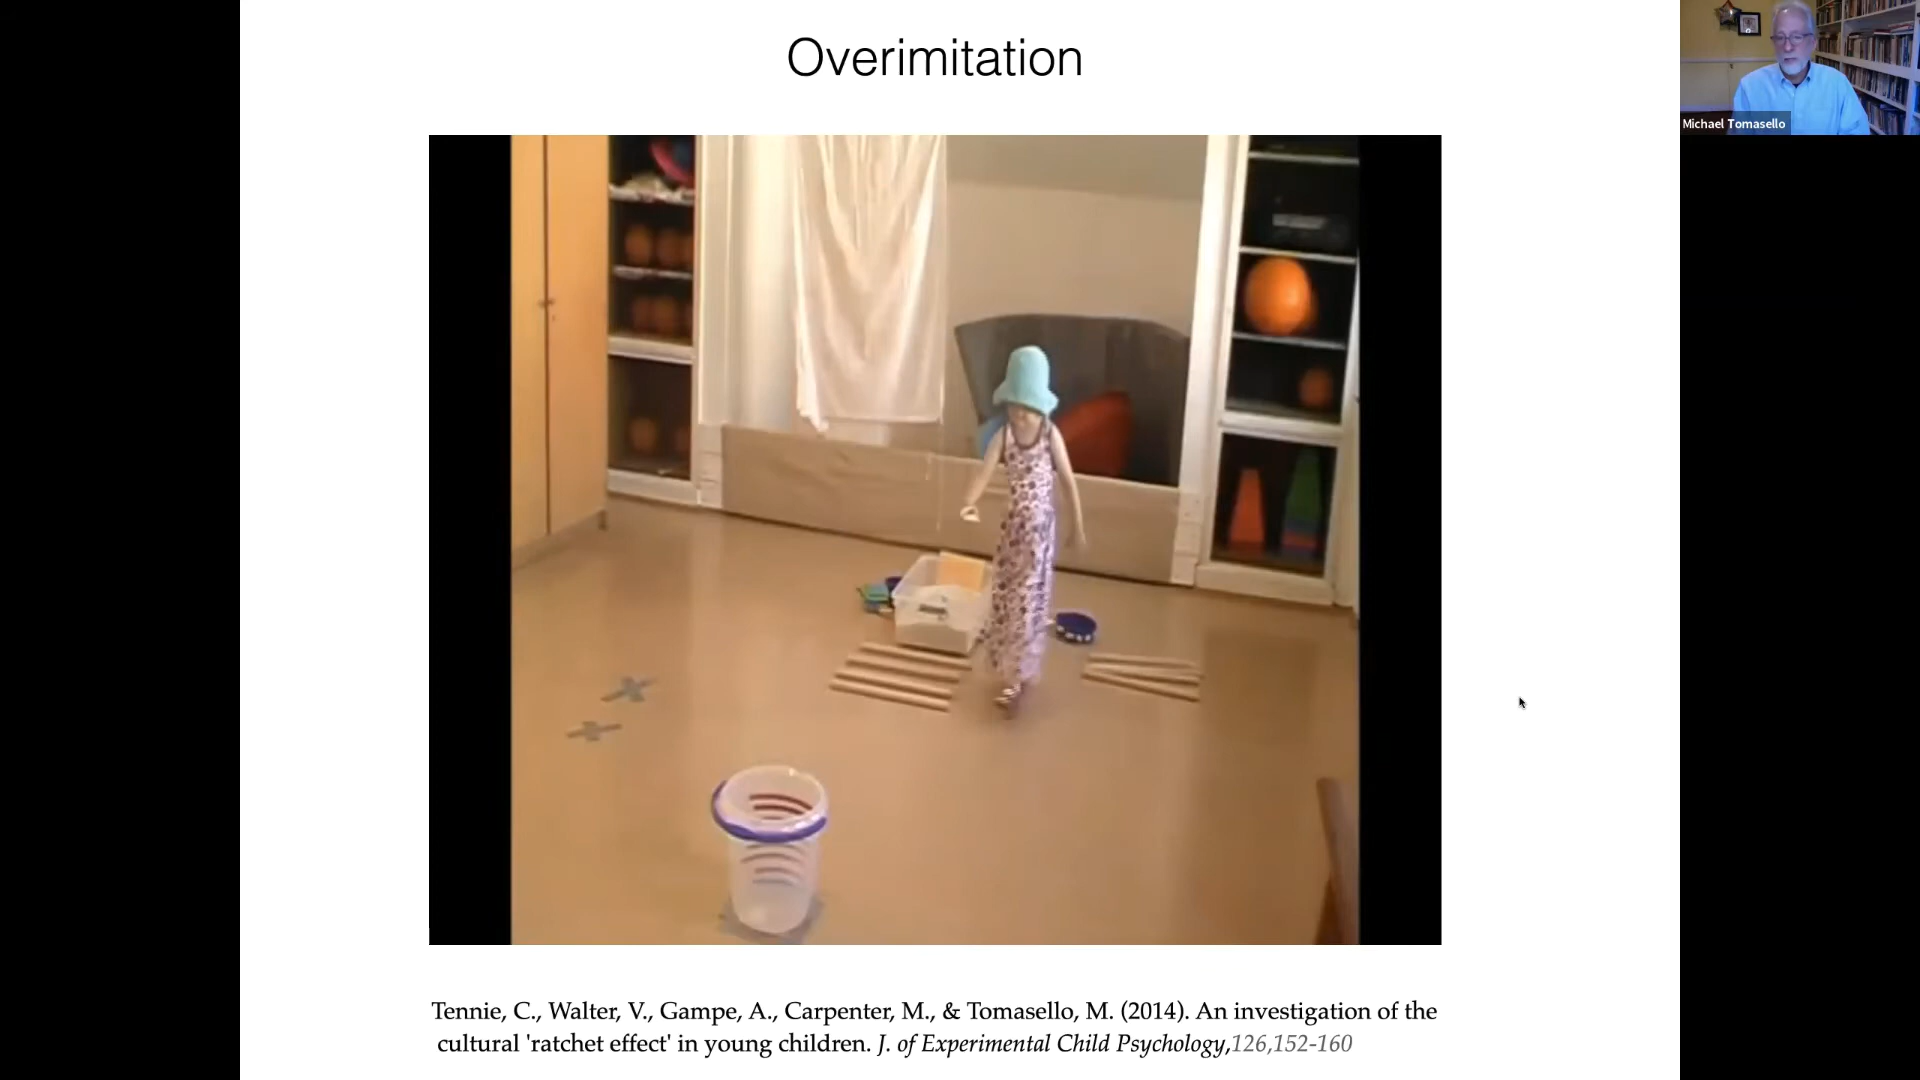 Overimitation
Michael Tomasello
Tennie, C., Walter, V., Gampe, A., Carpenter, M., & Tomasello, M. (2014). An investigation of the
cultural 'ratchet effect' in young children. J. of Experimental Child Psychology,126,152-160